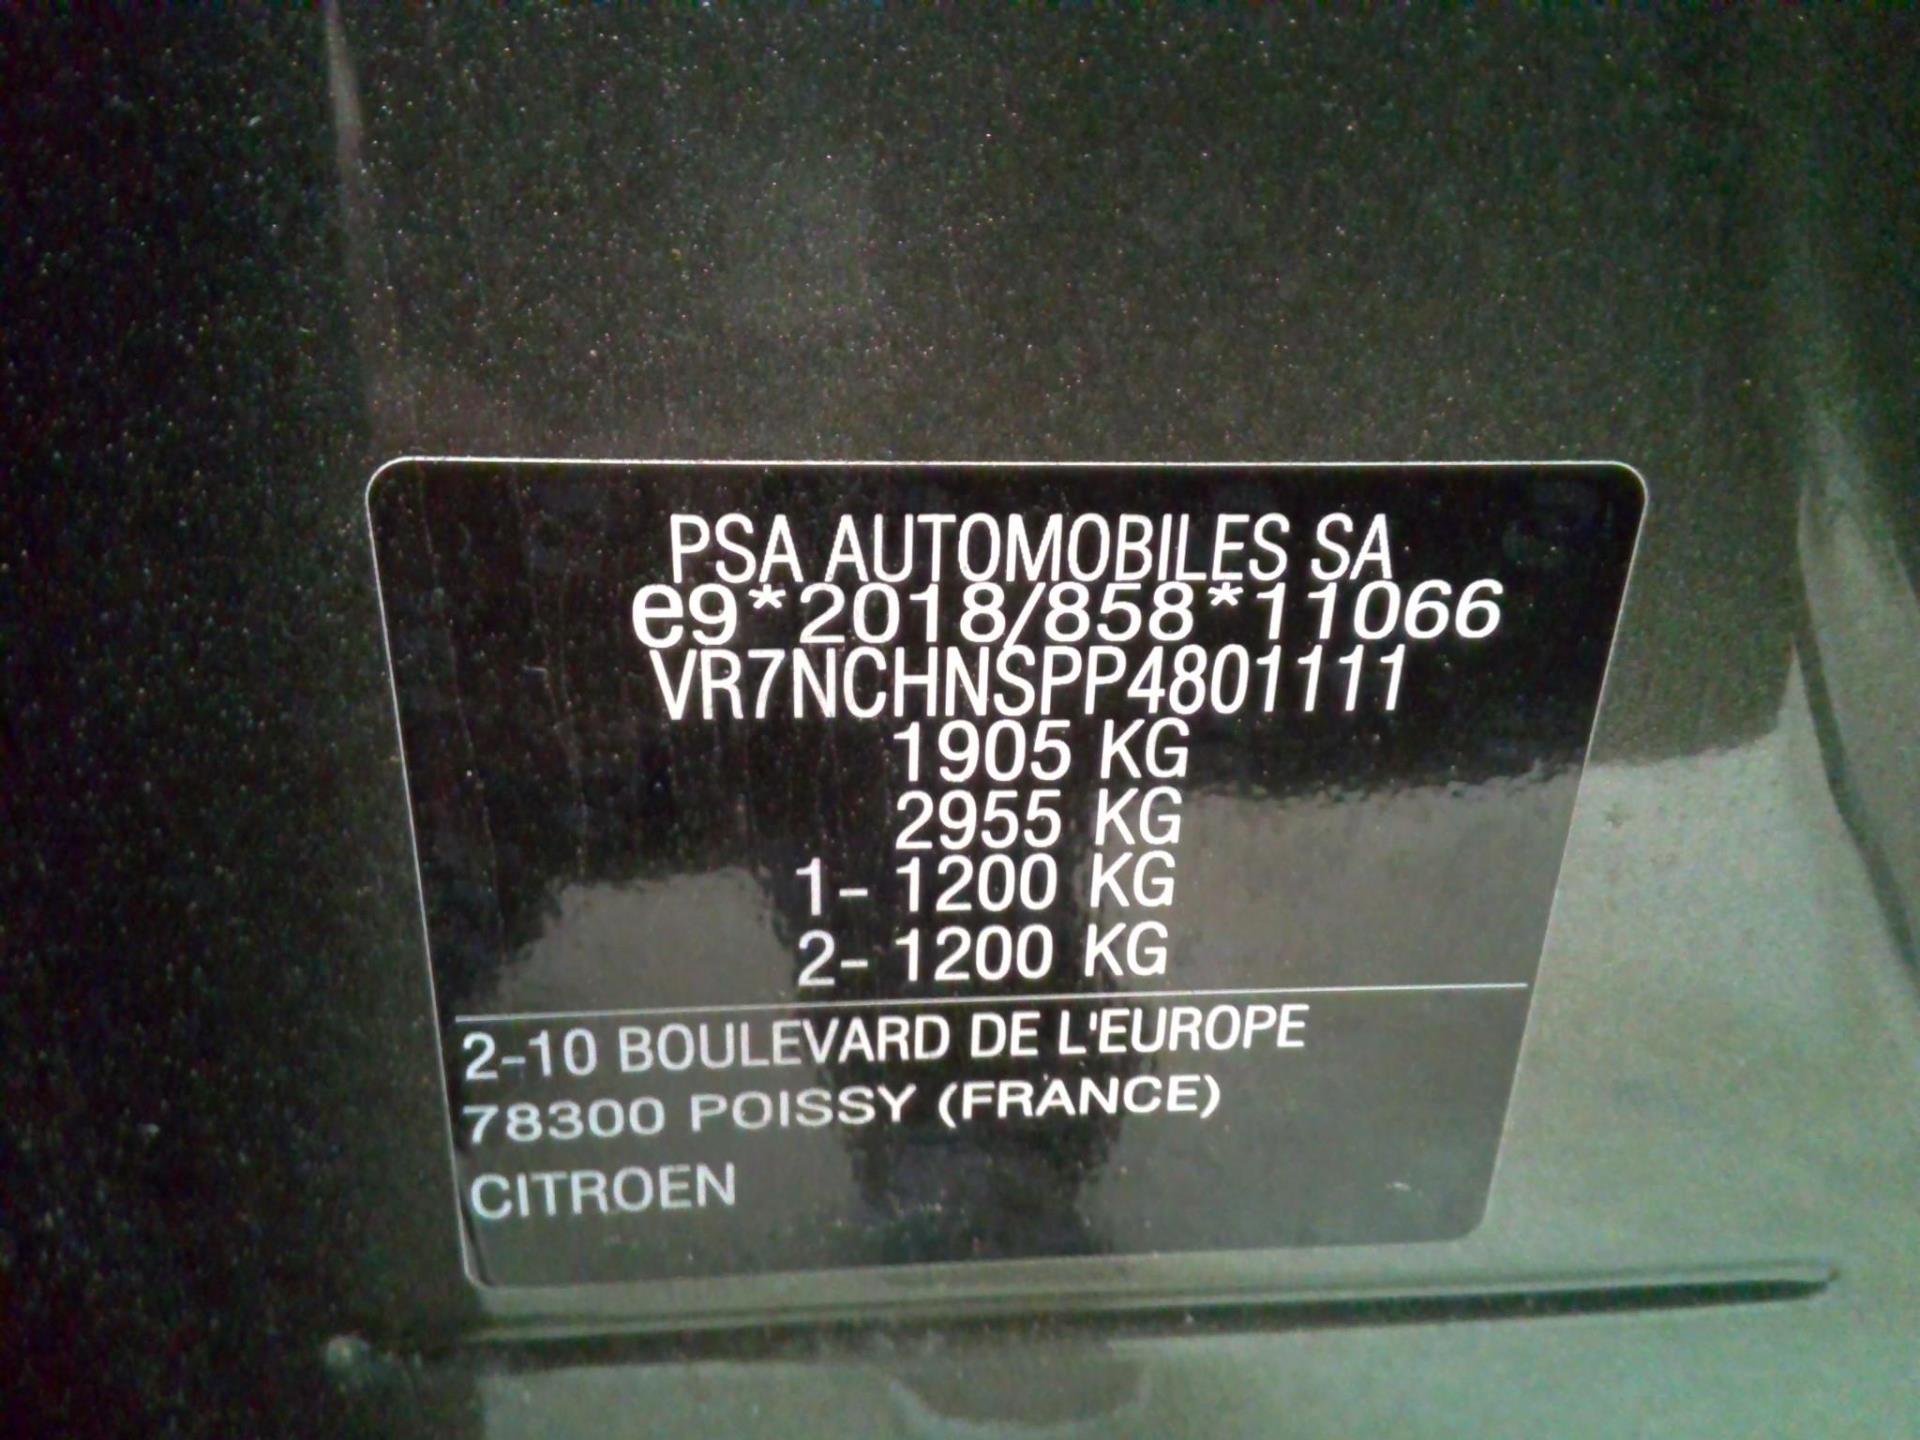 PSA AUTOMOBILES SA
e9*2018/858*11066
VR7NCHNSPP4801111
1905 KG
2955 KG
1- 1200 KG
2- 1200 KG
2-10 BOULEVARD DE L'EUROPE
78300 POISSY (FRANCE)
CITROEN